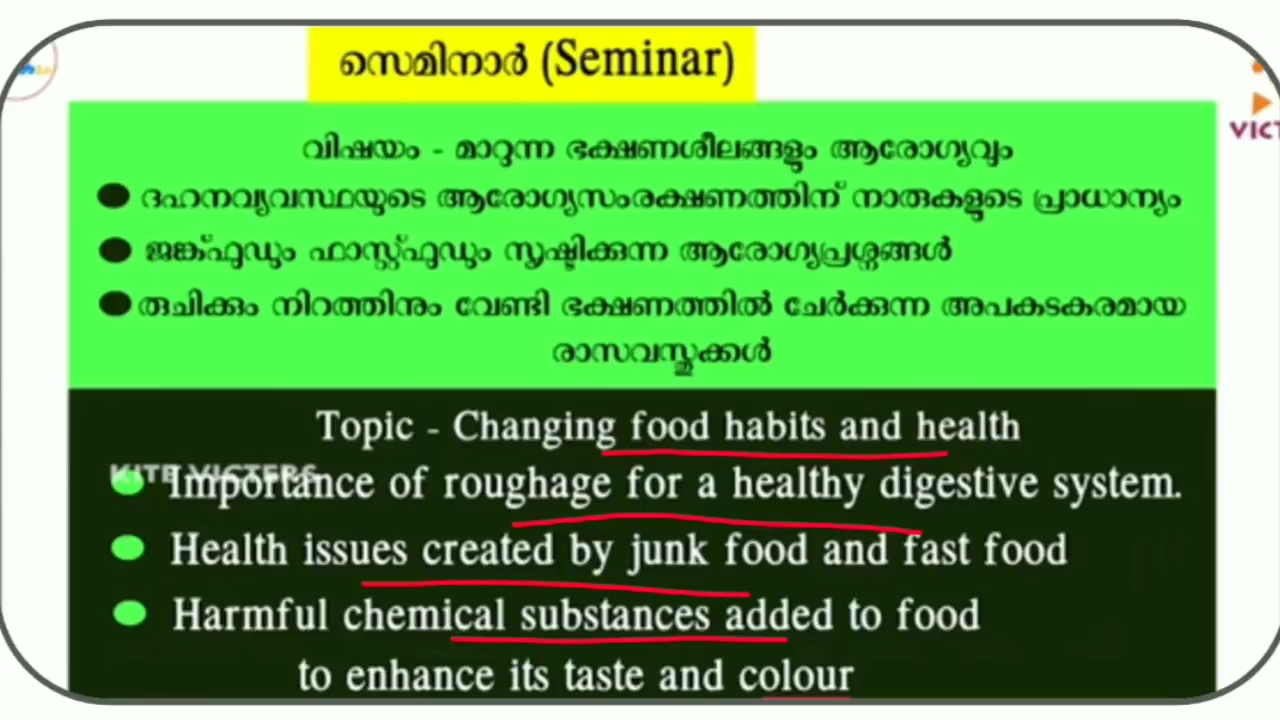 സെമിനാർ (Seminar)
VICT
വിഷയം - മാറുന്ന ഭക്ഷണശീലങ്ങളും ആരോഗ്യവും
ദഹനവ്യവസ്ഥയുടെ ആരോഗ്യസംരക്ഷണത്തിന് നാരുകളുടെ പ്രാധാന്യം
ജങ്ക്ഫുഡും ഫാസ്റ്റ്ഫുഡും സൃഷ്ടിക്കുന്ന ആരോഗ്യപ്രശ്നങ്ങൾ
രുചിക്കും നിറത്തിനും വേണ്ടി ഭക്ഷണത്തിൽ ചേർക്കുന്ന അപകടകരമായ
രാസവസ്തുക്കൾ
Topic - Changing food habits and health
KITE VICTERS
Importance of roughage for a healthy digestive system.
Health issues created by junk food and fast food
Harmful chemical substances added to food
to enhance its taste and colour